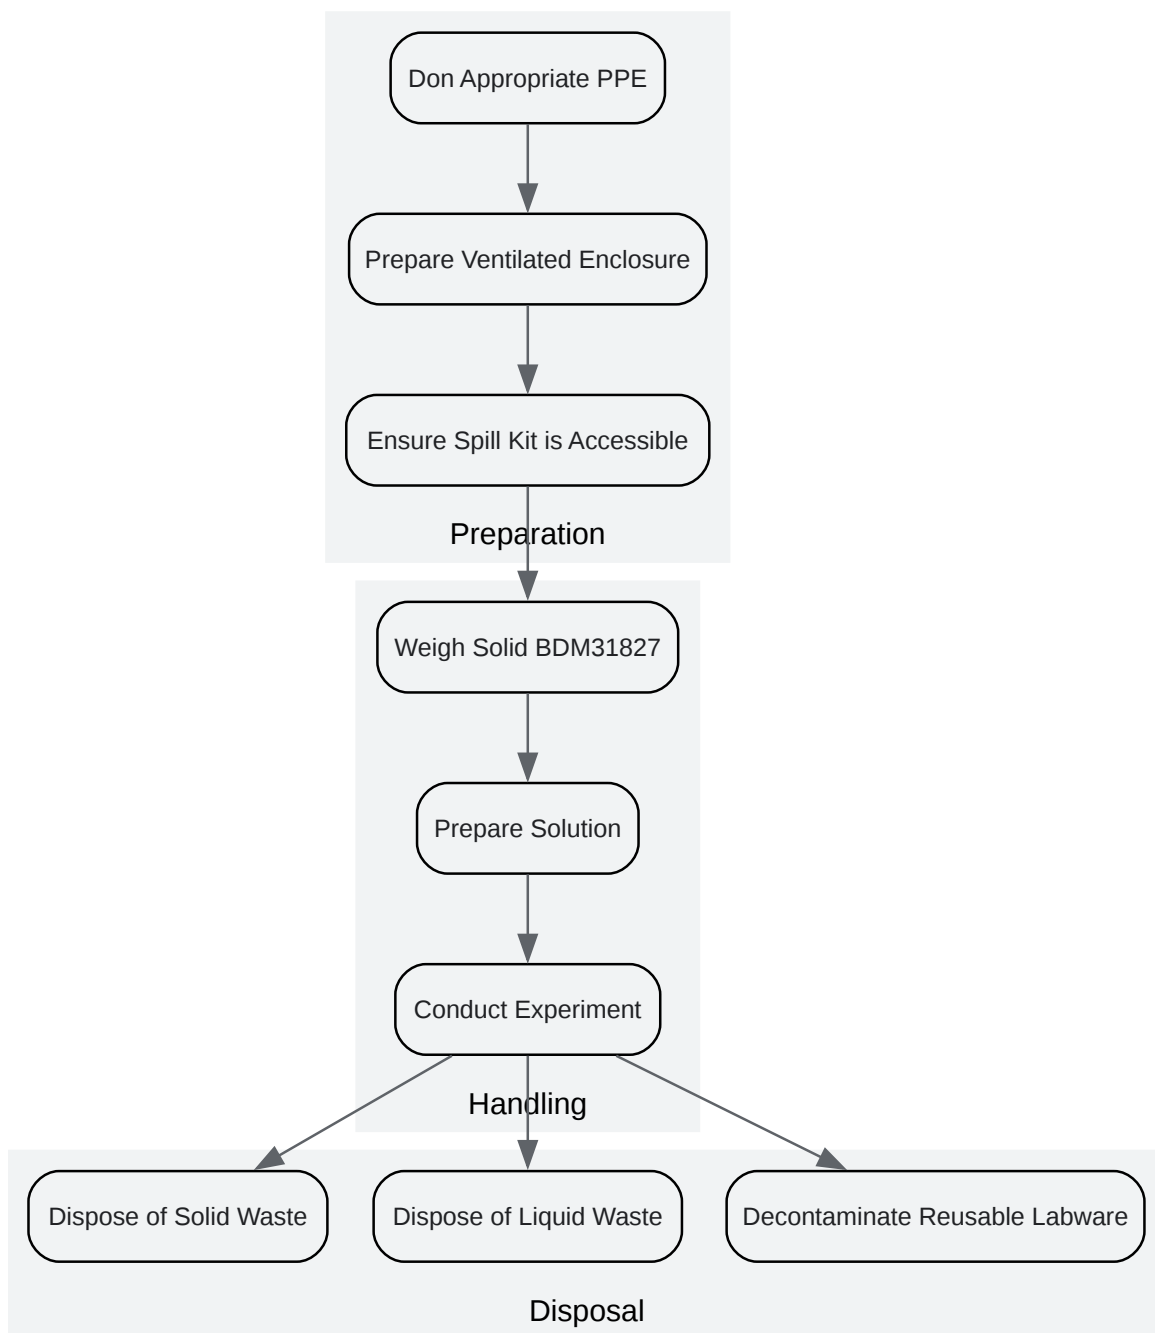 Don Appropriate PPE
Prepare Ventilated Enclosure
Ensure Spill Kit is Accessible
Preparation
Weigh Solid BDM31827
Prepare Solution
Conduct Experiment
Handling
Dispose of Solid Waste
Dispose of Liquid Waste
Decontaminate Reusable Labware
Disposal